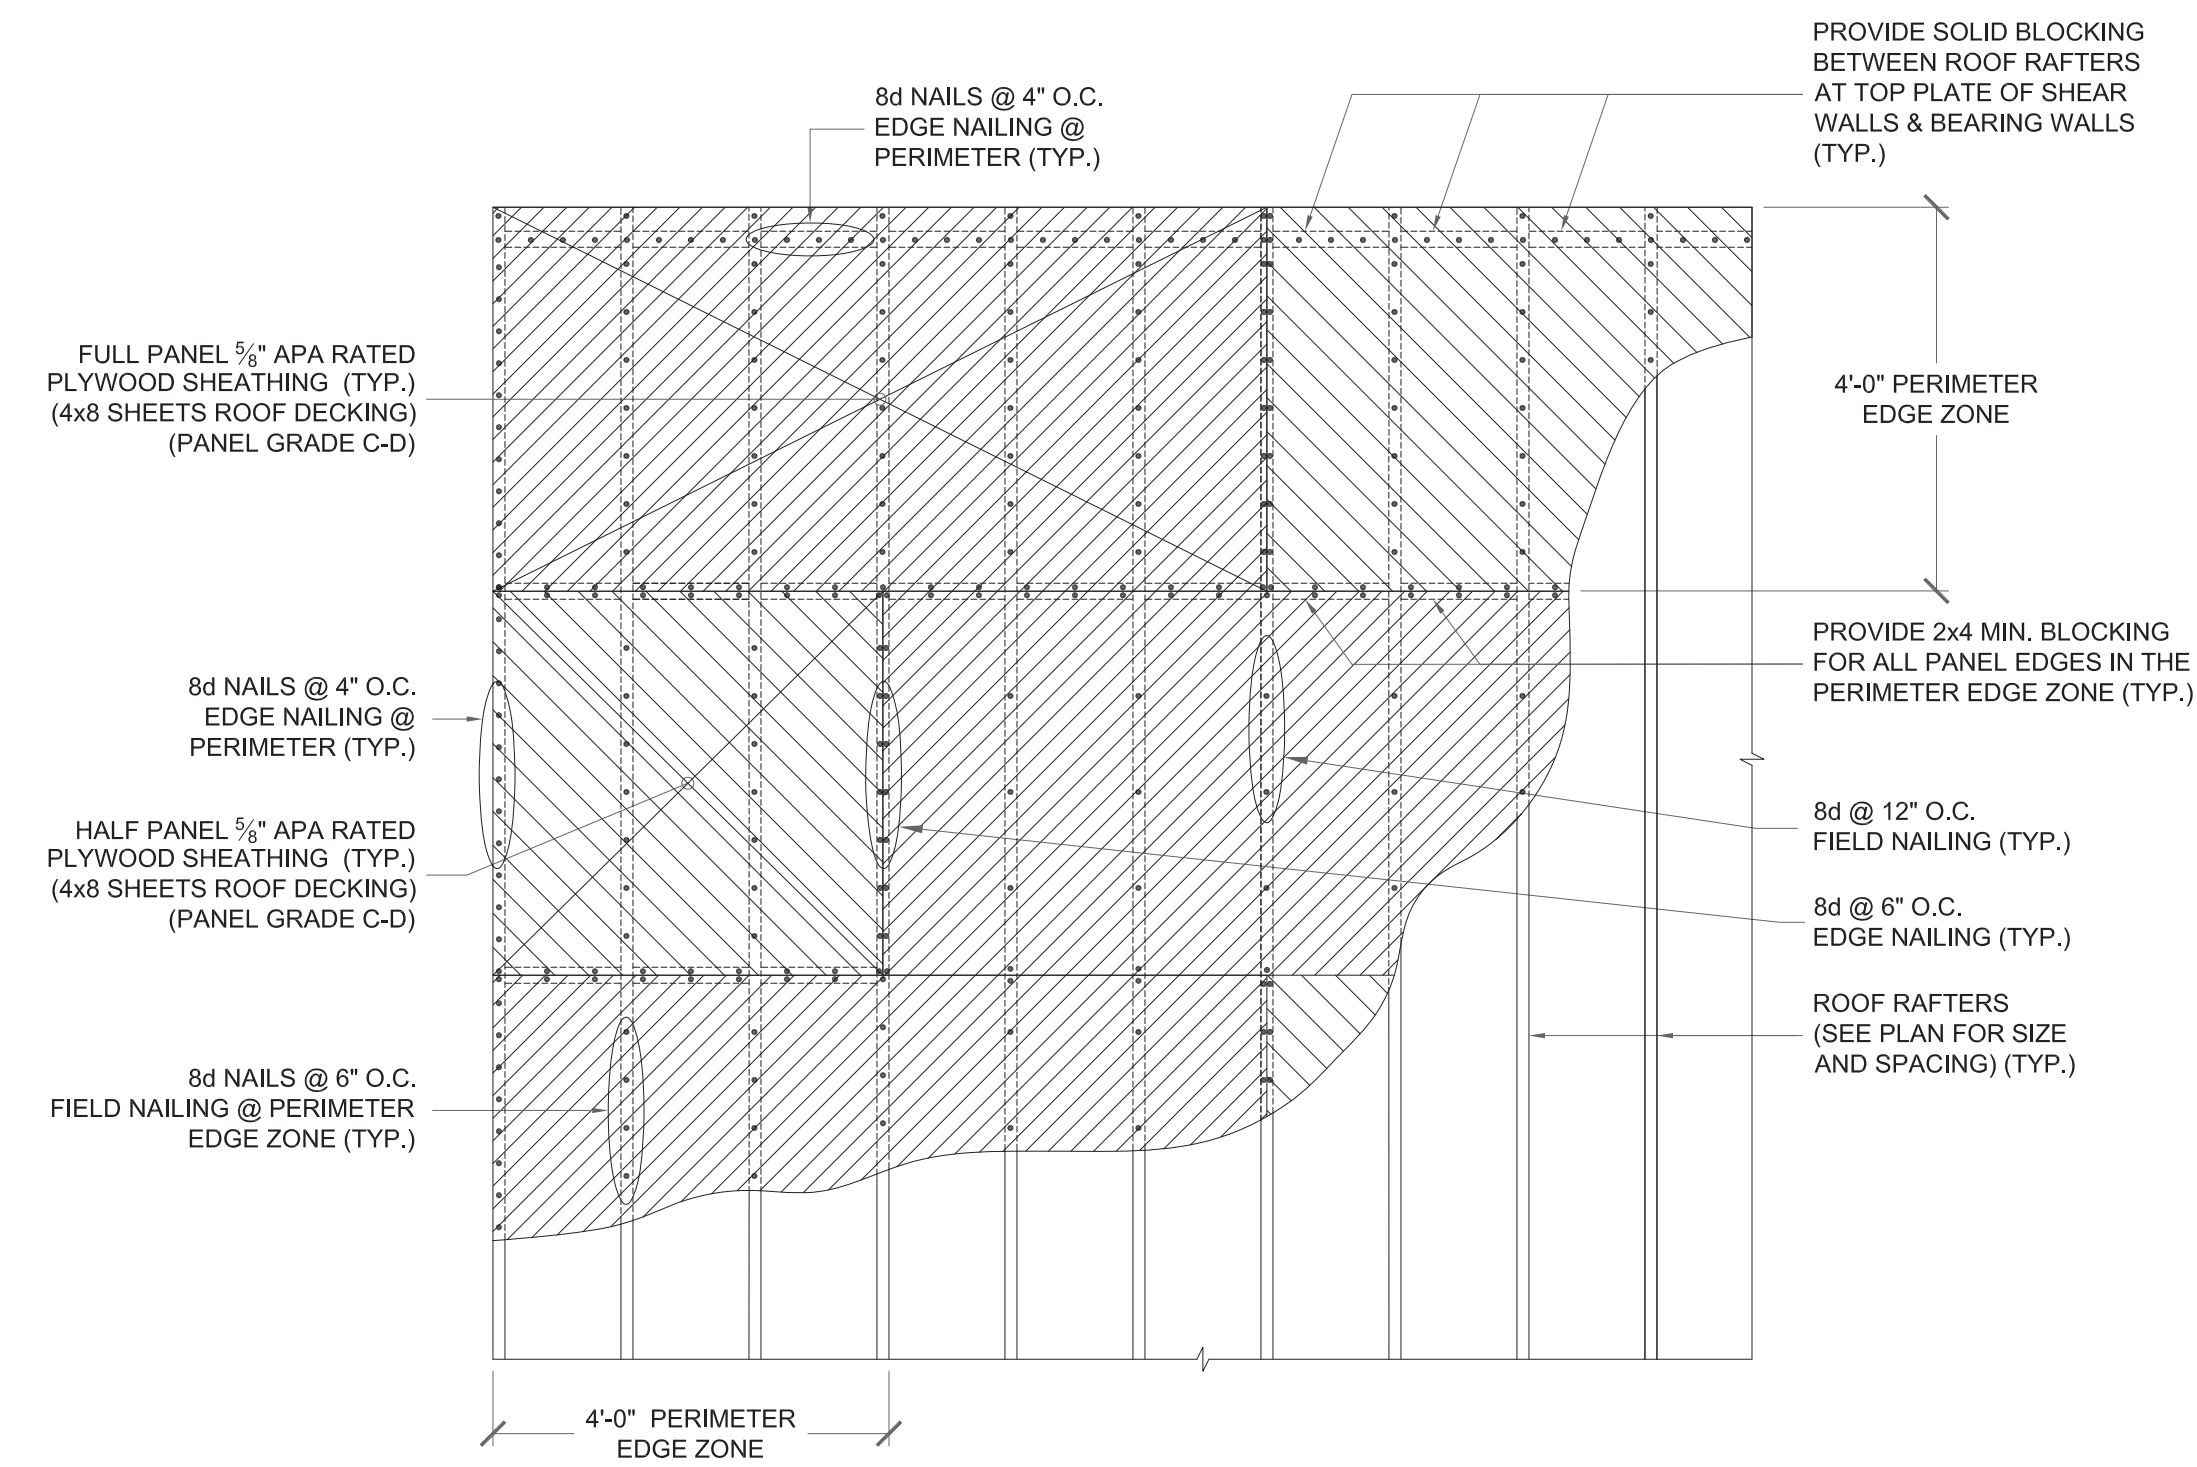 PROVIDE SOLID BLOCKING
BETWEEN ROOF RAFTERS
AT TOP PLATE OF SHEAR
WALLS & BEARING WALLS
(TYP.)
8d NAILS @ 4" O.C.
EDGE NAILING @
PERIMETER (TYP.)
FULL PANEL 5/8" APA RATED
PLYWOOD SHEATHING (TYP.)
(4x8 SHEETS ROOF DECKING)
(PANEL GRADE C-D)
4'-0" PERIMETER
EDGE ZONE
PROVIDE 2x4 MIN. BLOCKING
FOR ALL PANEL EDGES IN THE
PERIMETER EDGE ZONE (TYP.)
8d NAILS @ 4" O.C.
EDGE NAILING @
PERIMETER (TYP.)
HALF PANEL 5/8" APA RATED
PLYWOOD SHEATHING (TYP.)
(4x8 SHEETS ROOF DECKING)
(PANEL GRADE C-D)
8d @ 12" O.C.
FIELD NAILING (TYP.)
8d @ 6" O.C.
EDGE NAILING (TYP.)
ROOF RAFTERS
(SEE PLAN FOR SIZE
AND SPACING) (TYP.)
8d NAILS @ 6" O.C.
FIELD NAILING @ PERIMETER
EDGE ZONE (TYP.)
4'-0" PERIMETER
EDGE ZONE